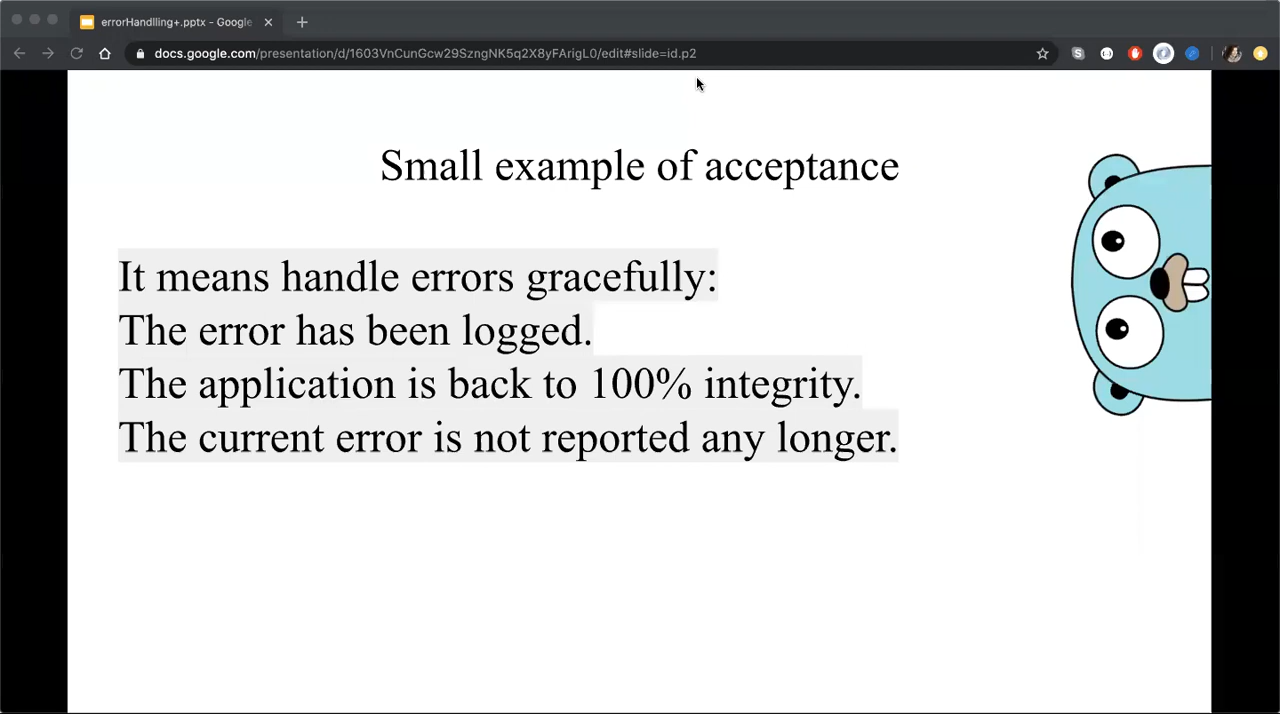 errorHandlling+.pptx - Google
docs.google.com/presentation/d/1603VnCunGcw29SzngNK5q2X8yFArigL0/edit#slide=id.p2
Small example of acceptance
It means handle errors gracefully:
The error has been logged.
The application is back to 100% integrity.
The current error is not reported any longer.